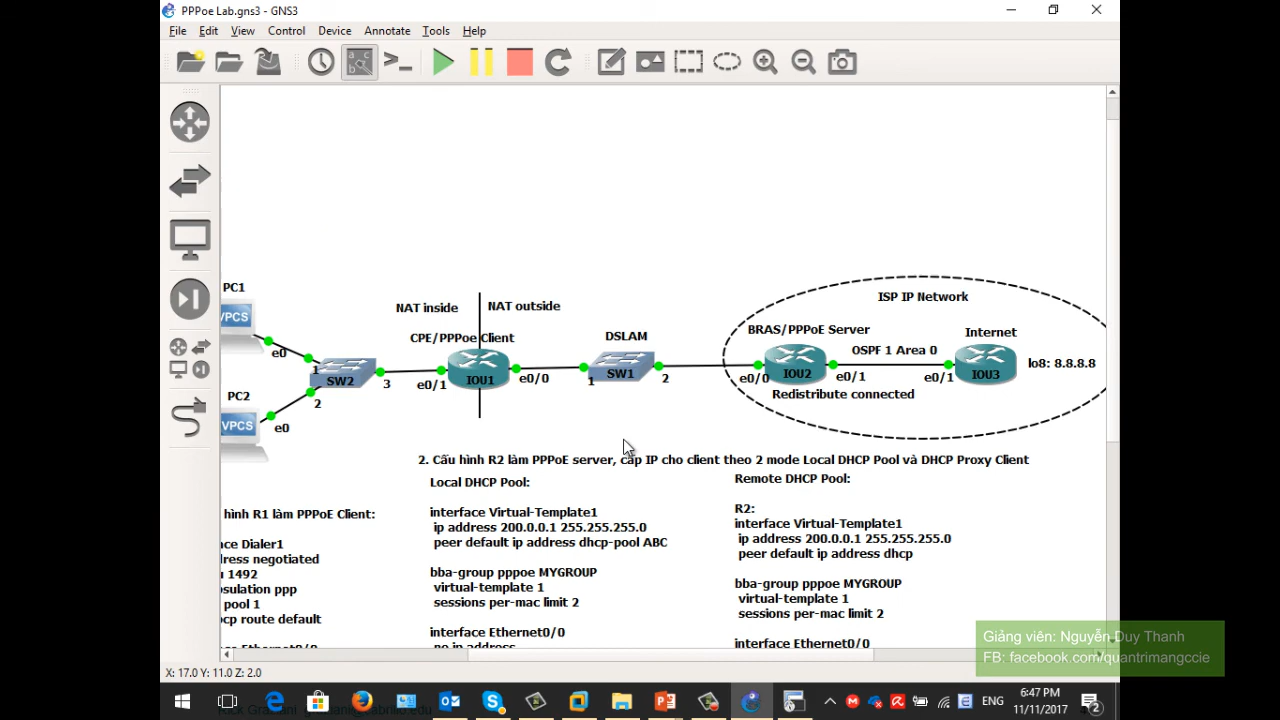 PPPoe Lab.gns3 - GNS3
File Edit View Control Device Annotate Tools Help
PC1
VPCS
e0
PC2
VPCS
e0
1
2
SW2
3
NAT inside
NAT outside
CPE/PPPoe Client
e0/1
IOU1
e0/0
DSLAM
1
SW1
2
ISP IP Network
BRAS/PPPoE Server
e0/0
IOU2
e0/1
OSPF 1 Area 0
Redistribute connected
Internet
e0/1
IOU3
lo8: 8.8.8.8
2. Cấu hình R2 làm PPPoE server, cấp IP cho client theo 2 mode Local DHCP Pool và DHCP Proxy Client
Local DHCP Pool:
interface Virtual-Template1
ip address 200.0.0.1 255.255.255.0
peer default ip address dhcp-pool ABC
bba-group pppoe MYGROUP
virtual-template 1
sessions per-mac limit 2
interface Ethernet0/0
no ip address
Remote DHCP Pool:
R2:
interface Virtual-Template1
ip address 200.0.0.1 255.255.255.0
peer default ip address dhcp
bba-group pppoe MYGROUP
virtual-template 1
sessions per-mac limit 2
interface Ethernet0/0
hình R1 làm PPPoE Client:
ce Dialer1
ress negotiated
1492
sulation ppp
pool 1
cp route default
Giảng viên: Nguyễn Duy Thanh
FB: facebook.com/quantrimangccie
X: 17.0 Y: 11.0 Z: 2.0
ENG
6:47 PM
11/11/2017
2